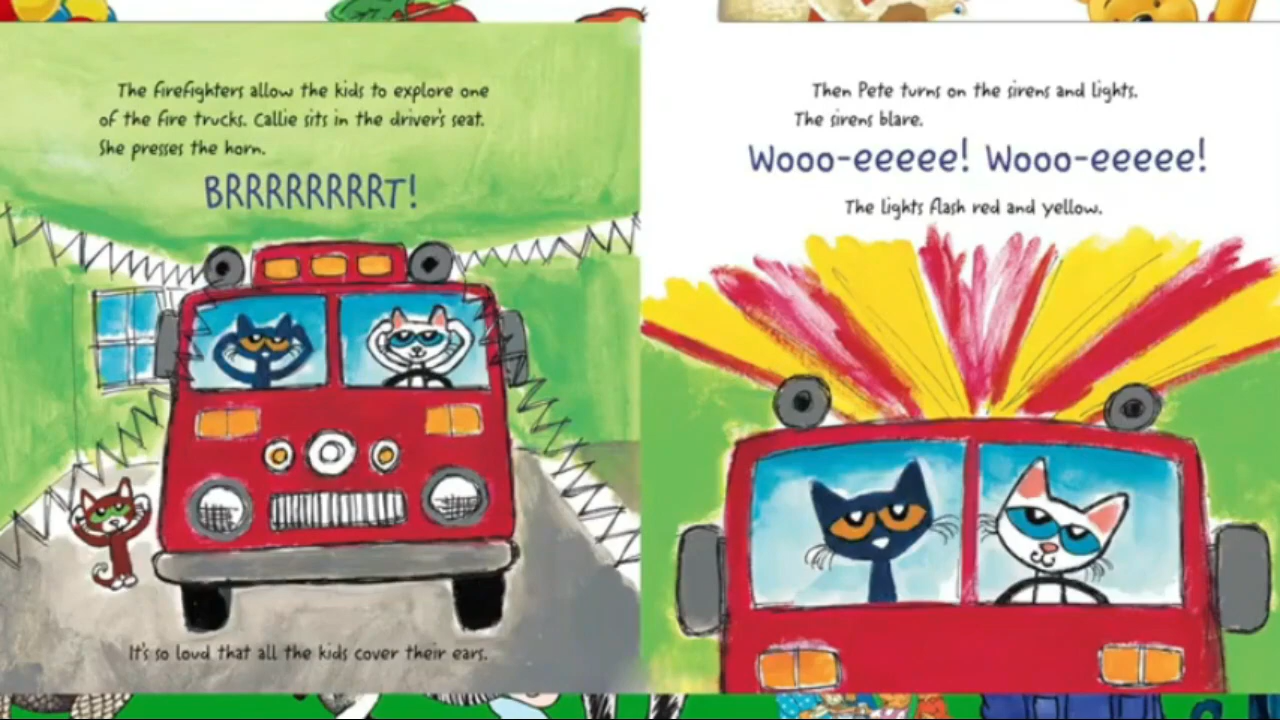 The firefighters allow the kids to explore one
of the fire trucks. Callie sits in the driver's seat.
She presses the horn.
BRRRRRRRRT!
It's so loud that all the kids cover their ears.
Then Pete turns on the sirens and lights.
The sirens blare.
Wooo-eeeee! Wooo-eeeee!
The lights flash red and yellow.